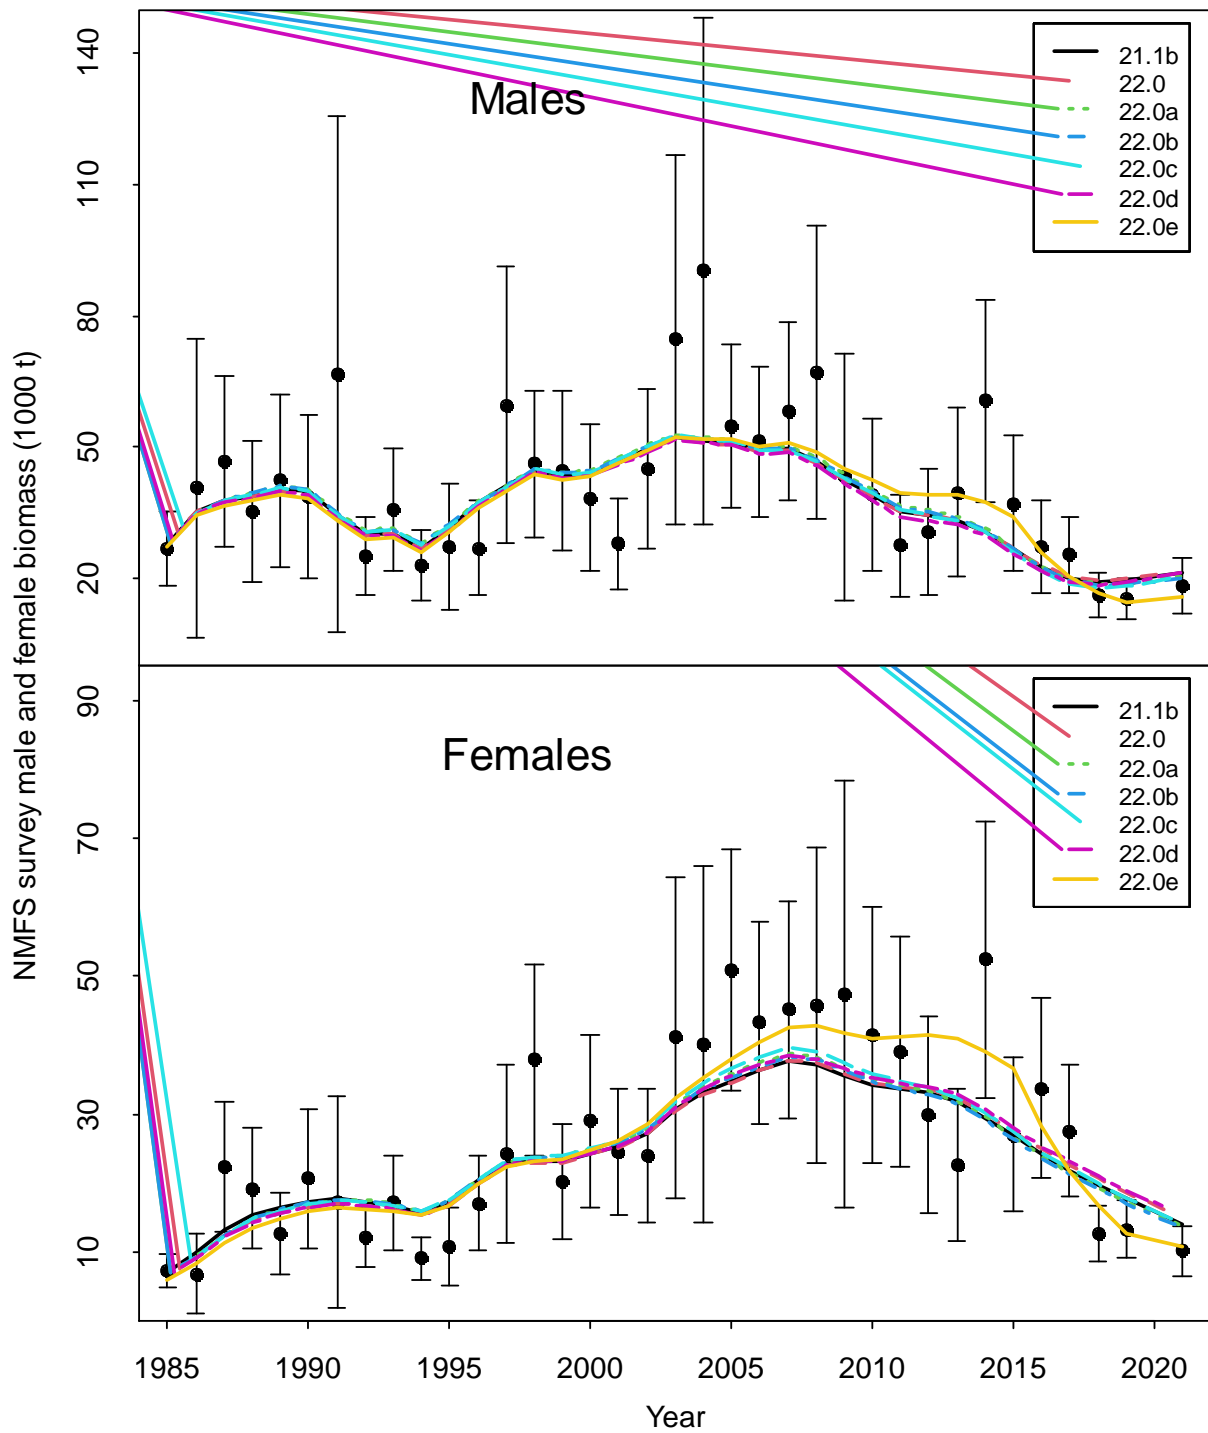 NMFS survey male and female biomass (1000 t)
140
110
80
50
20
Males
21.1b
22.0
22.0a
22.0b
22.0c
22.0d
22.0e
90
70
50
30
10
Females
21.1b
22.0
22.0a
22.0b
22.0c
22.0d
22.0e
1985 1990 1995 2000 2005 2010 2015 2020
Year